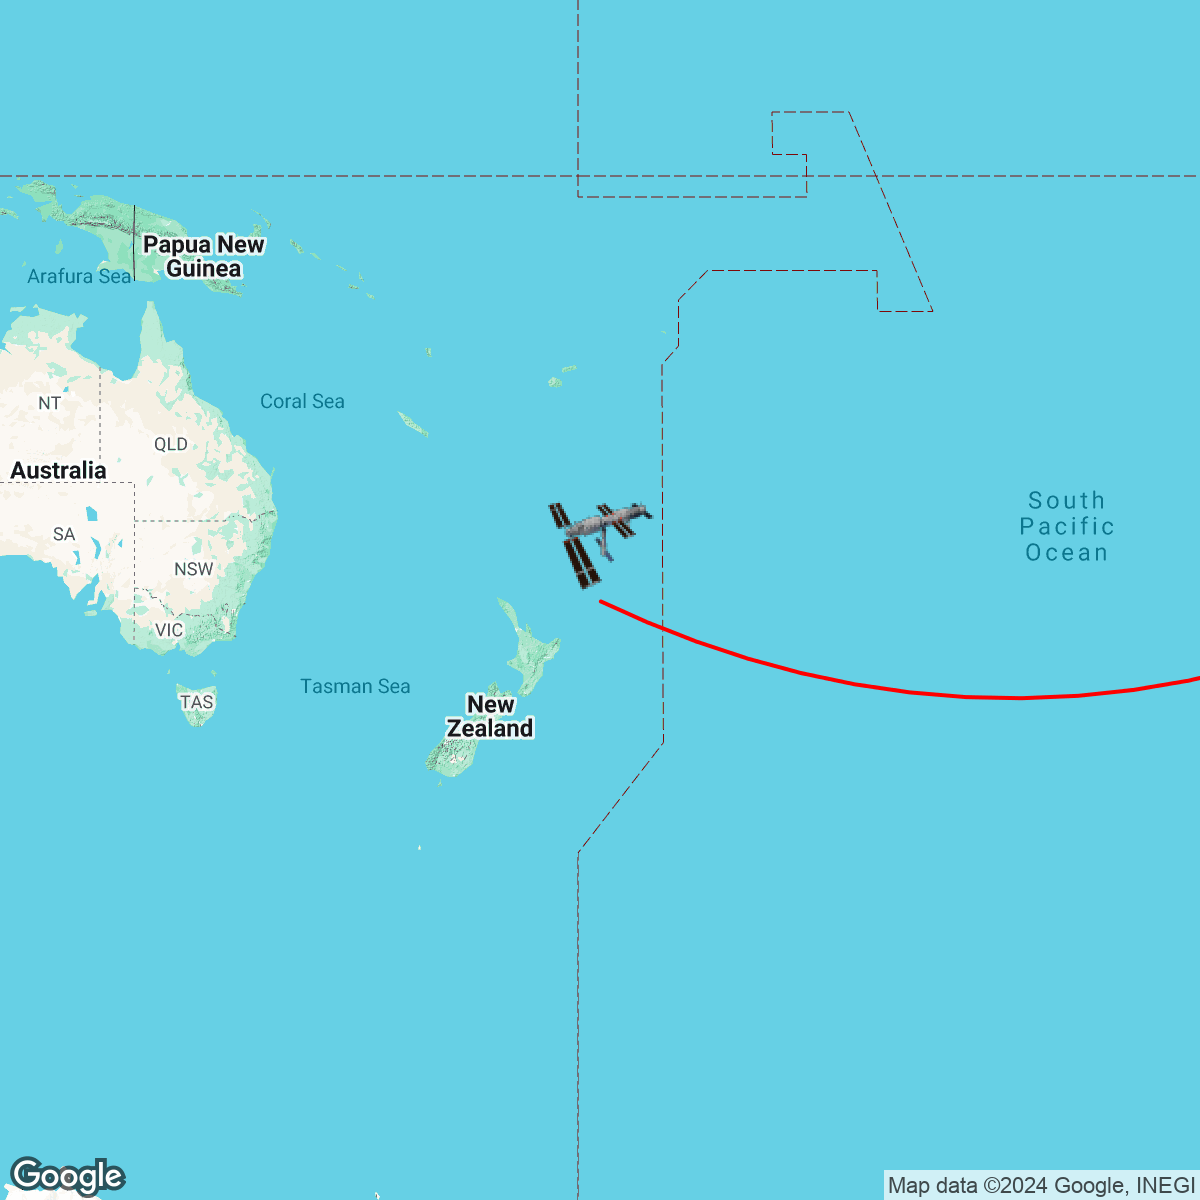 Papua New
Guinea
Arafura Sea
NT
Coral Sea
QLD
Australia
South
Pacific
Ocean
SA
NSW
VIC
Tasman Sea
TAS
New
Zealand
Google
Map data ©2024 Google, INEGI